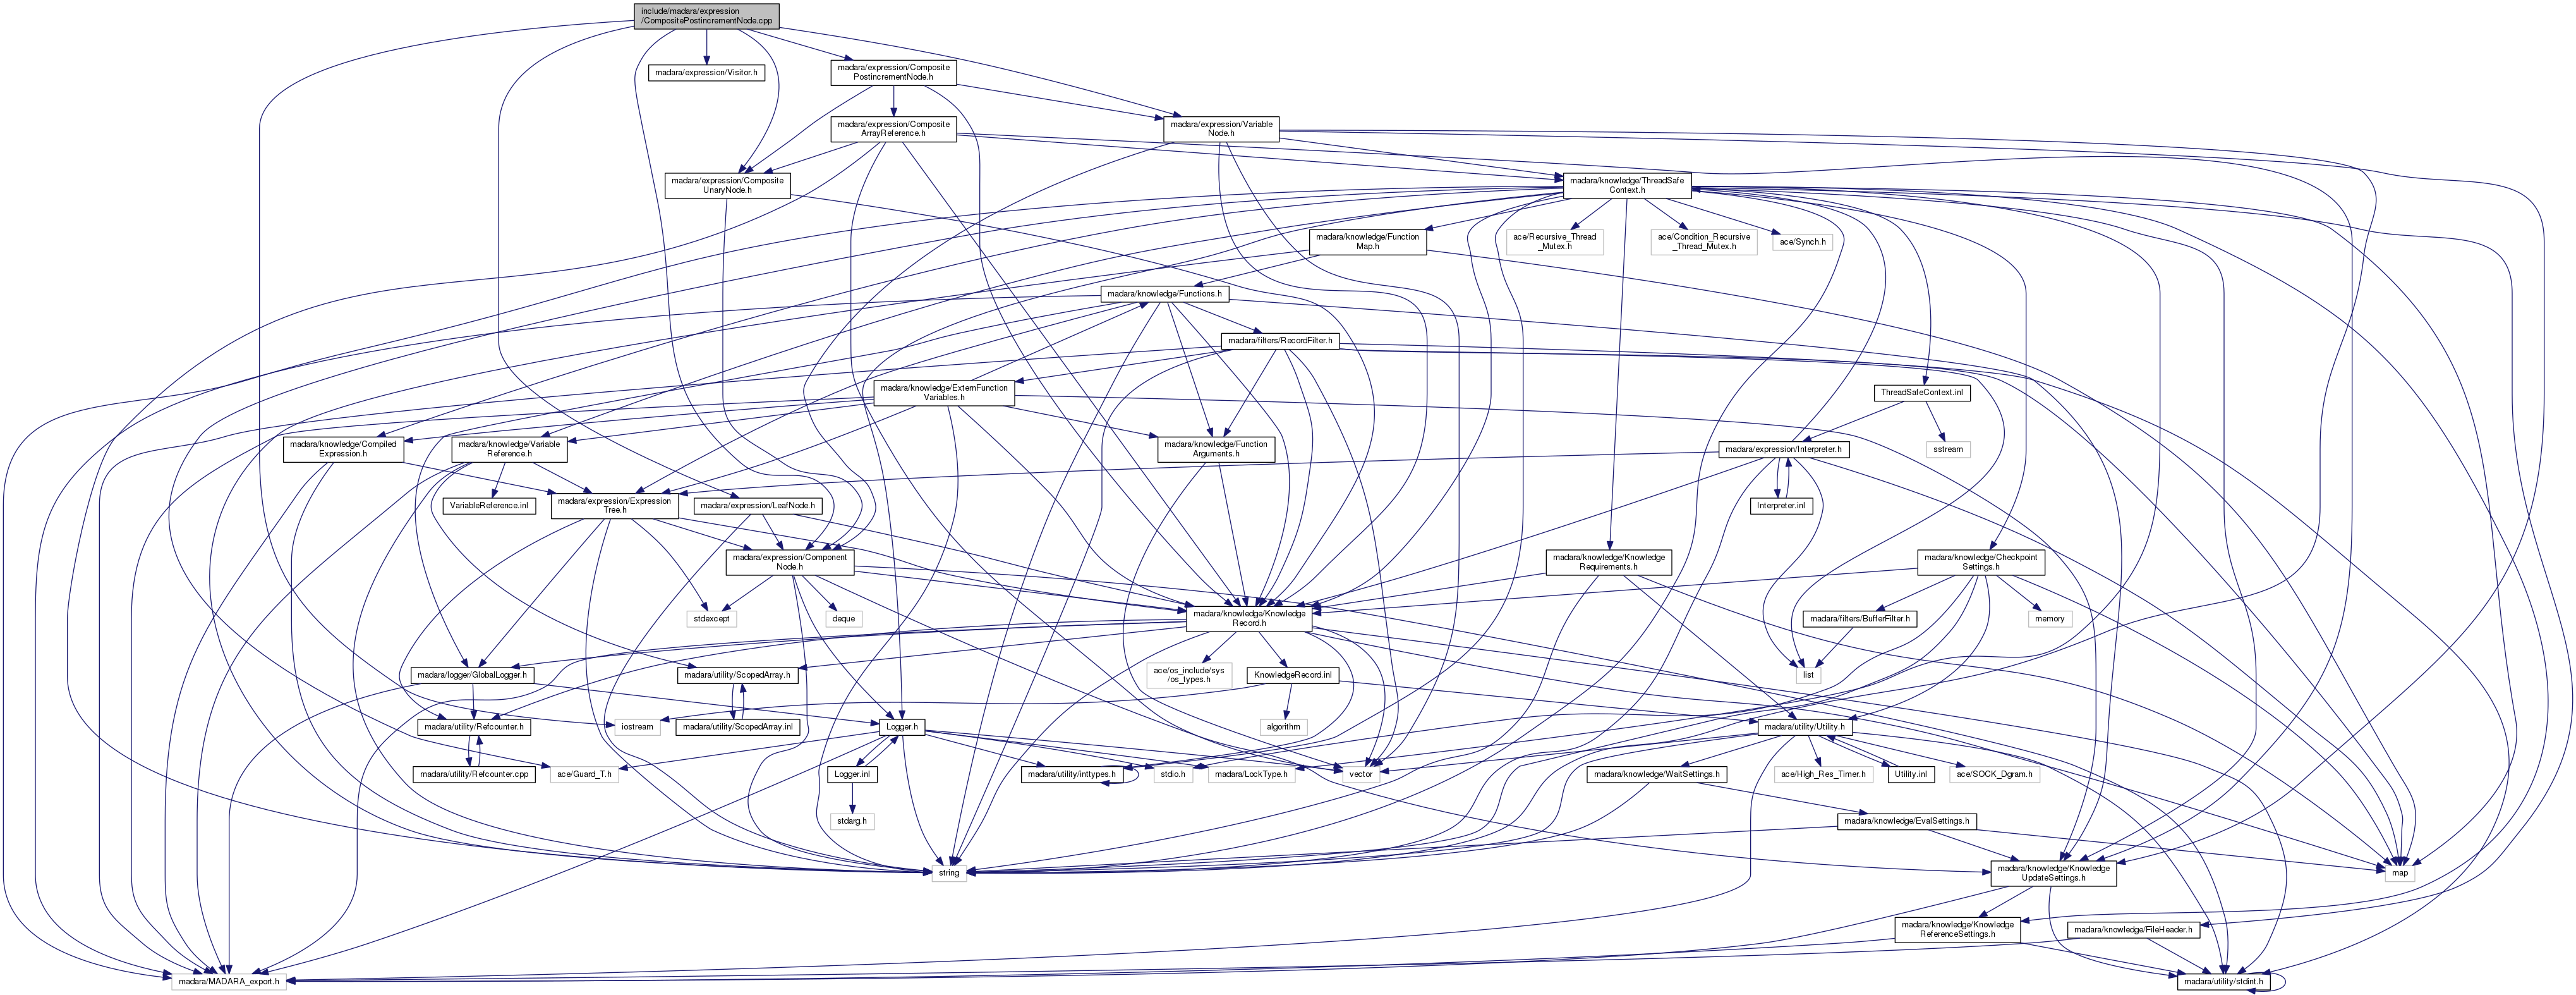 include/madara/expression
/CompositePostincrementNode.cpp
madara/expression/Visitor.h
madara/expression/Composite
PostincrementNode.h
madara/expression/Composite
ArrayReference.h
madara/expression/Variable
Node.h
madara/expression/Composite
UnaryNode.h
madara/knowledge/ThreadSafe
Context.h
madara/knowledge/Function
Map.h
ace/Recursive_Thread
_Mutex.h
ace/Condition_Recursive
_Thread_Mutex.h
ace/Synch.h
madara/knowledge/Functions.h
madara/filters/RecordFilter.h
madara/knowledge/ExternFunction
Variables.h
ThreadSafeContext.inl
madara/knowledge/Compiled
Expression.h
madara/knowledge/Variable
Reference.h
madara/knowledge/Function
Arguments.h
madara/expression/Interpreter.h
sstream
madara/expression/Expression
Tree.h
VariableReference.inl
madara/expression/LeafNode.h
Interpreter.inl
madara/expression/Component
Node.h
madara/knowledge/Knowledge
Requirements.h
madara/knowledge/Checkpoint
Settings.h
stdexcept
deque
madara/knowledge/Knowledge
Record.h
madara/filters/BufferFilter.h
memory
madara/logger/GlobalLogger.h
madara/utility/ScopedArray.h
ace/os_include/sys
/os_types.h
KnowledgeRecord.inl
list
madara/utility/Refcounter.h
iostream
madara/utility/ScopedArray.inl
Logger.h
algorithm
madara/utility/Utility.h
madara/utility/Refcounter.cpp
ace/Guard_T.h
Logger.inl
madara/utility/inttypes.h
stdio.h
madara/LockType.h
vector
madara/knowledge/WaitSettings.h
ace/High_Res_Timer.h
Utility.inl
ace/SOCK_Dgram.h
stdarg.h
madara/knowledge/EvalSettings.h
string
madara/knowledge/Knowledge
UpdateSettings.h
map
madara/knowledge/Knowledge
ReferenceSettings.h
madara/knowledge/FileHeader.h
madara/MADARA_export.h
madara/utility/stdint.h